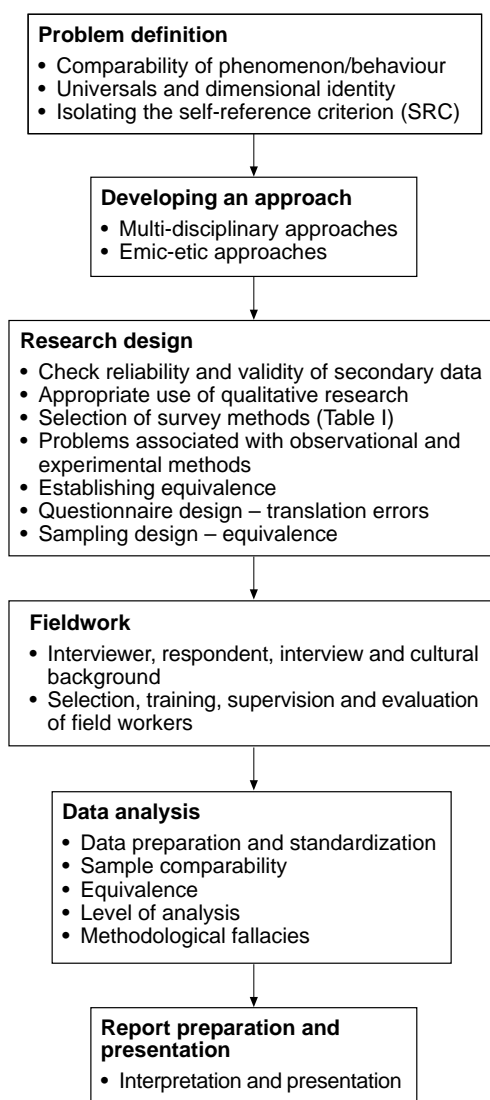 Problem definition
• Comparability of phenomenon/behaviour
• Universals and dimensional identity
• Isolating the self-reference criterion (SRC)
Developing an approach
• Multi-disciplinary approaches
• Emic-etic approaches
Research design
• Check reliability and validity of secondary data
• Appropriate use of qualitative research
• Selection of survey methods (Table I)
• Problems associated with observational and
experimental methods
• Establishing equivalence
• Questionnaire design – translation errors
• Sampling design – equivalence
Fieldwork
• Interviewer, respondent, interview and cultural
background
• Selection, training, supervision and evaluation
of field workers
Data analysis
• Data preparation and standardization
• Sample comparability
• Equivalence
• Level of analysis
• Methodological fallacies
Report preparation and
presentation
• Interpretation and presentation